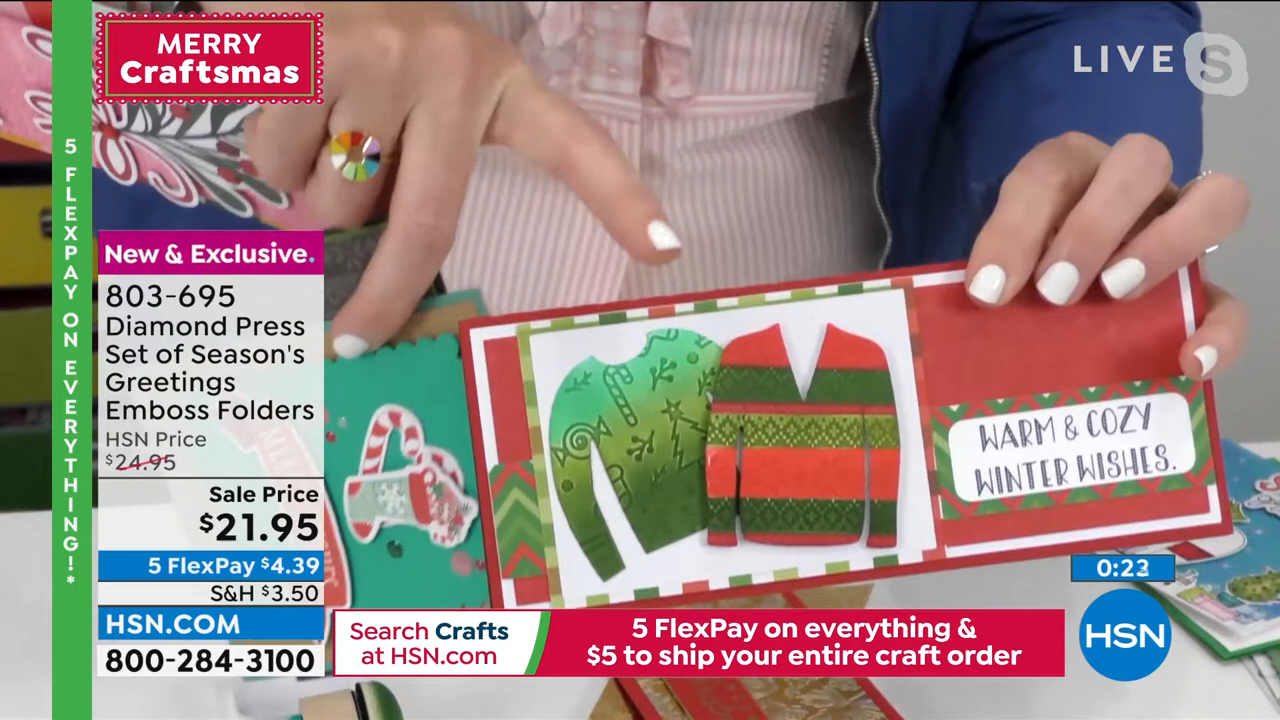 MERRY
Craftsmas
LIVE S
5 FLEXPAY ON EVERYTHING!*
New & Exclusive.
803-695
Diamond Press
Set of Season's
Greetings
Emboss Folders
HSN Price
$24.95
Sale Price
$21.95
5 FlexPay $4.39
S&H $3.50
HSN.COM
800-284-3100
WARM & COZY
WINTER WISHES.
0:23
Search Crafts
at HSN.com
5 FlexPay on everything &
$5 to ship your entire craft order
HSN